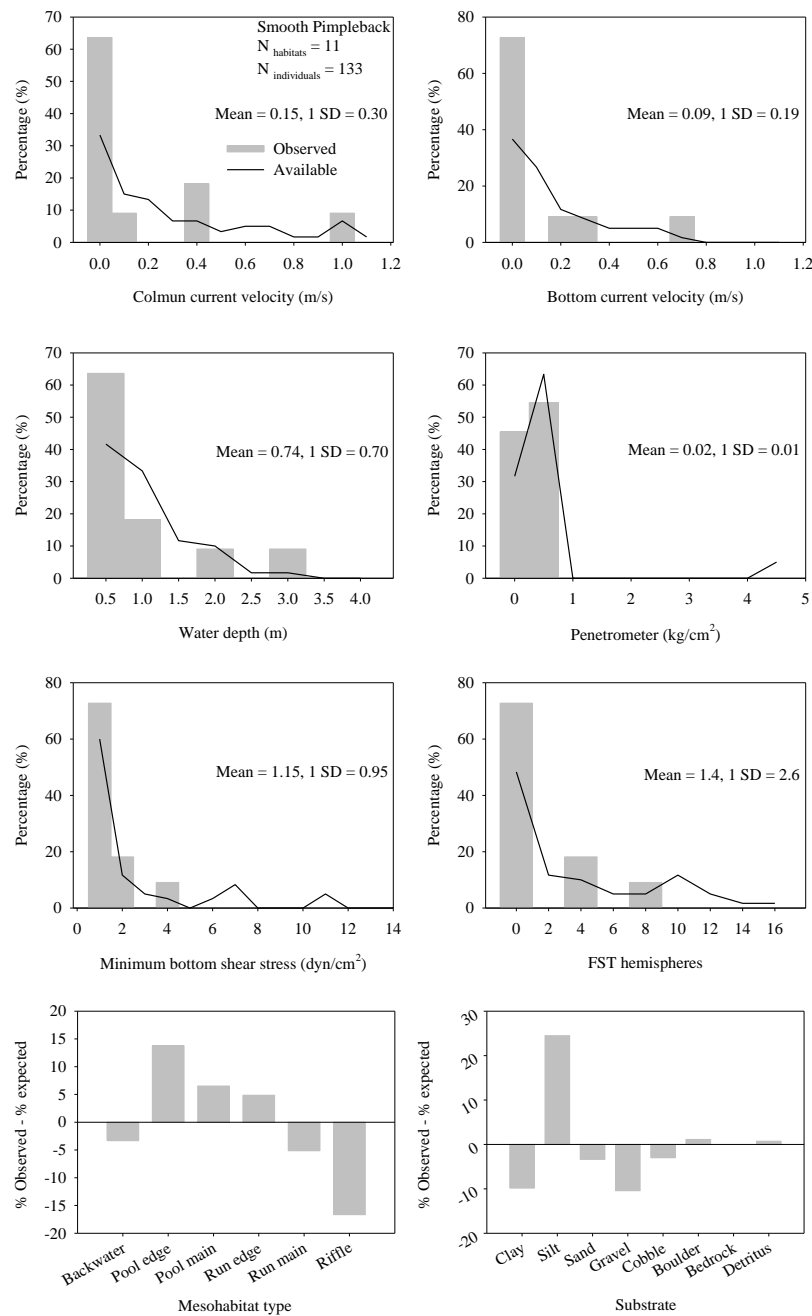 Smooth Pimpleback
N habitats = 11
N individuals = 133
Mean = 0.15, 1 SD = 0.30
Observed
Available
Percentage (%)
70
60
50
40
30
20
10
0
0.0 0.2 0.4 0.6 0.8 1.0 1.2
Colmun current velocity (m/s)
Mean = 0.09, 1 SD = 0.19
Percentage (%)
80
60
40
20
0
0.0 0.2 0.4 0.6 0.8 1.0 1.2
Bottom current velocity (m/s)
Mean = 0.74, 1 SD = 0.70
Percentage (%)
70
60
50
40
30
20
10
0
0.5 1.0 1.5 2.0 2.5 3.0 3.5 4.0
Water depth (m)
Mean = 0.02, 1 SD = 0.01
Percentage (%)
70
60
50
40
30
20
10
0
0 1 2 3 4 5
Penetrometer (kg/cm2)
Mean = 1.15, 1 SD = 0.95
Percentage (%)
80
60
40
20
0
0 2 4 6 8 10 12 14
Minimum bottom shear stress (dyn/cm2)
Mean = 1.4, 1 SD = 2.6
Percentage (%)
80
60
40
20
0
0 2 4 6 8 10 12 14 16
FST hemispheres
% Observed - % expected
20
15
10
5
0
-5
-10
-15
-20
Backwater Pool edge Pool main Run edge Run main Riffle
Mesohabitat type
% Observed - % expected
30
20
10
0
-10
-20
Clay Silt Sand Gravel Cobble Boulder Bedrock Detritus
Substrate